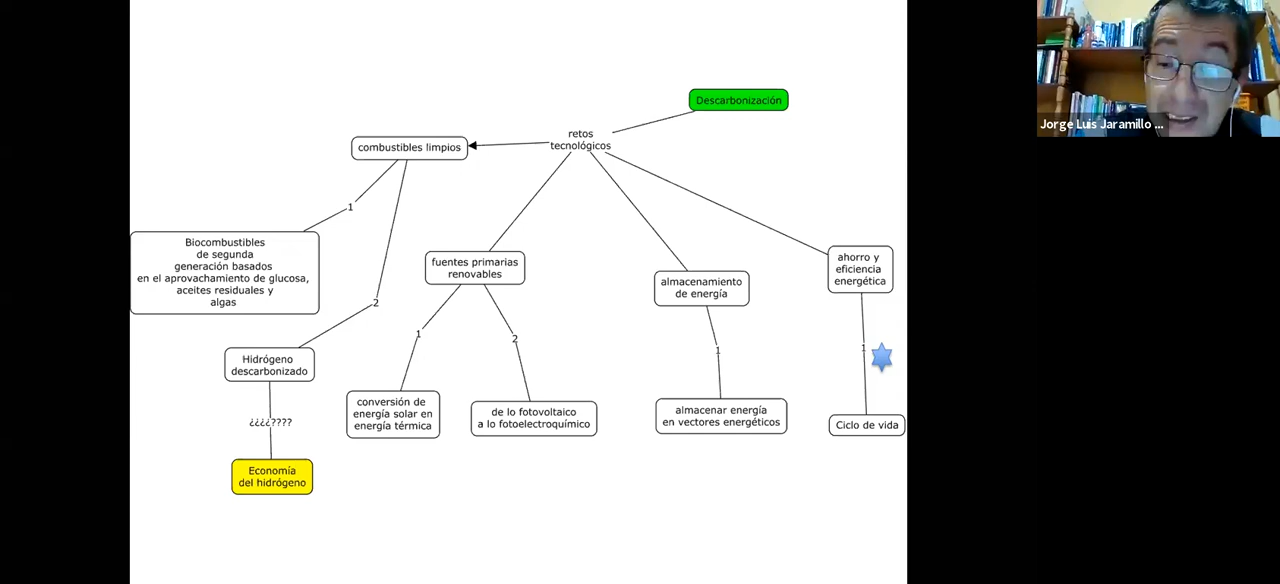 Descarbonización
Jorge Luis Jaramillo ...
retos
tecnológicos
combustibles limpios
1
Biocombustibles
de segunda
generación basados
en el aprovachamiento de glucosa,
aceites residuales y
algas
2
Hidrógeno
descarbonizado
¿¿¿¿????
Economía
del hidrógeno
fuentes primarias
renovables
1
conversión de
energía solar en
energía térmica
2
de lo fotovoltaico
a lo fotoelectroquímico
almacenamiento
de energía
1
almacenar energía
en vectores energéticos
ahorro y
eficiencia
energética
1
Ciclo de vida